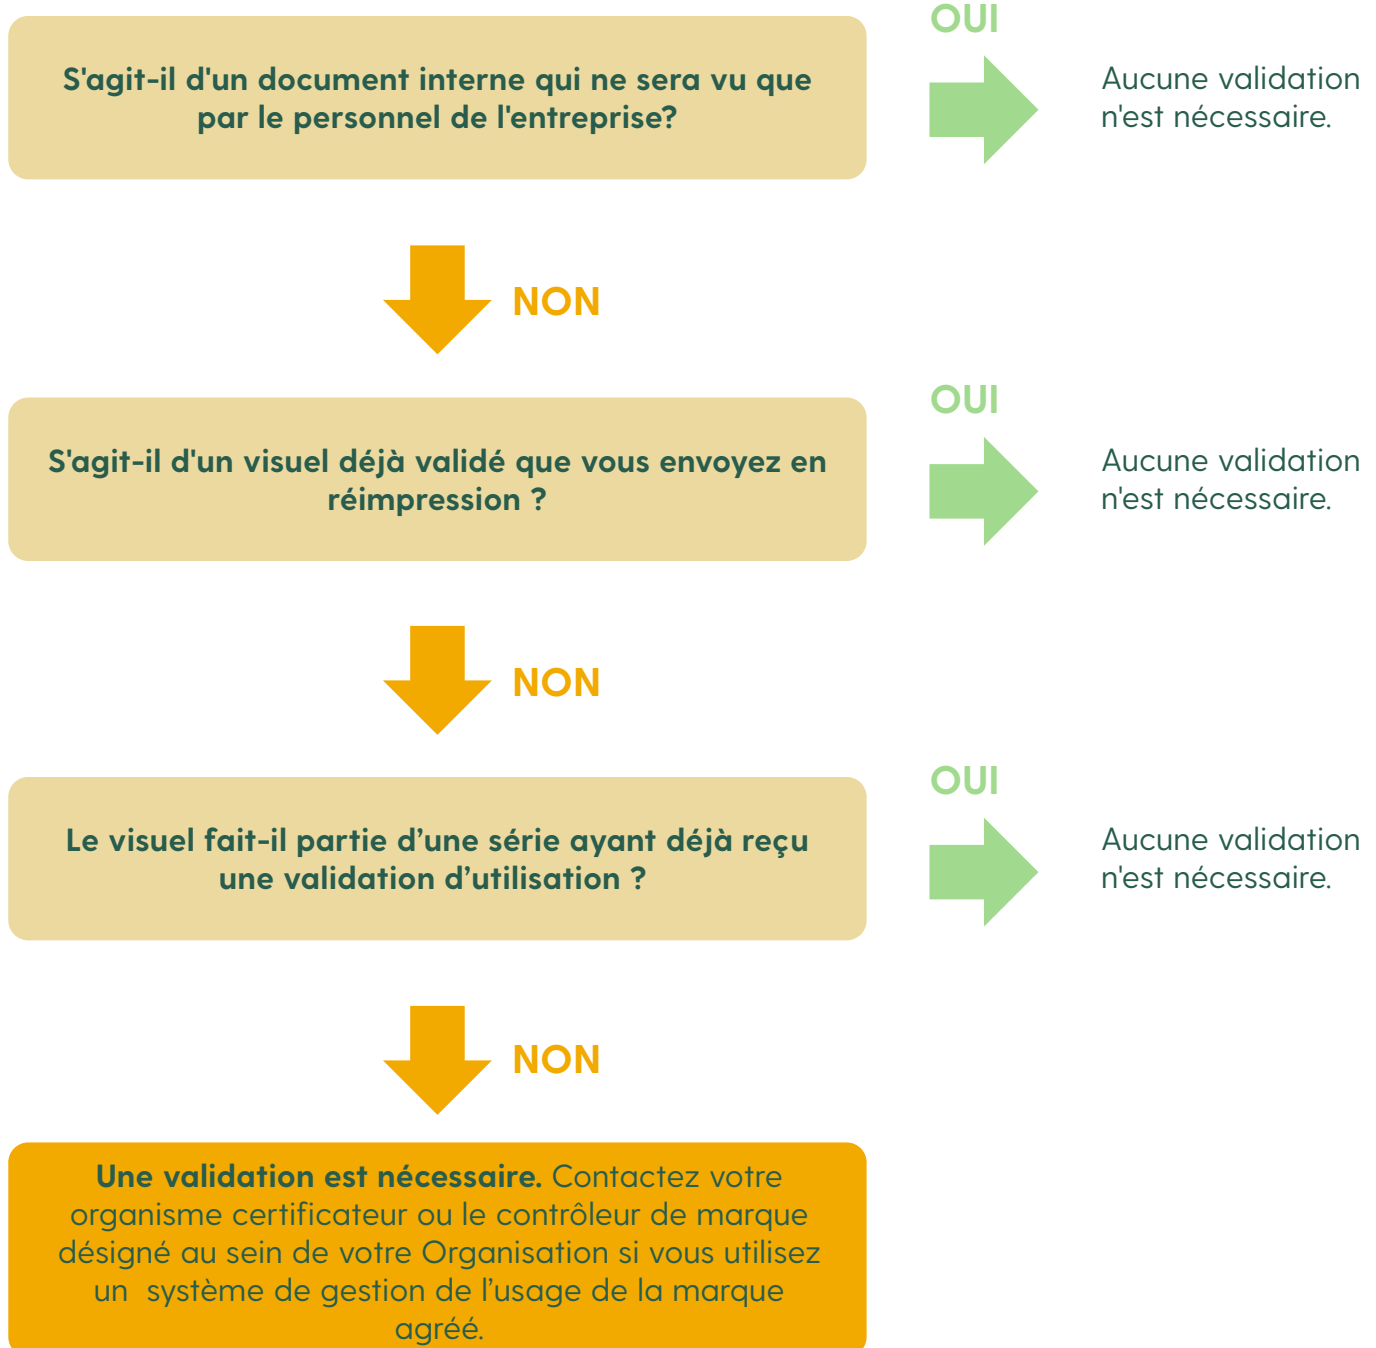 OUI
S'agit-il d'un document interne qui ne sera vu que
par le personnel de l'entreprise?
Aucune validation
n'est nécessaire.
NON
OUI
S'agit-il d'un visuel déjà validé que vous envoyez en
réimpression ?
Aucune validation
n'est nécessaire.
NON
OUI
Le visuel fait-il partie d’une série ayant déjà reçu
une validation d’utilisation ?
Aucune validation
n'est nécessaire.
NON
Une validation est nécessaire. Contactez votre
organisme certificateur ou le contrôleur de marque
désigné au sein de votre Organisation si vous utilisez
un  système de gestion de l’usage de la marque
agréé.